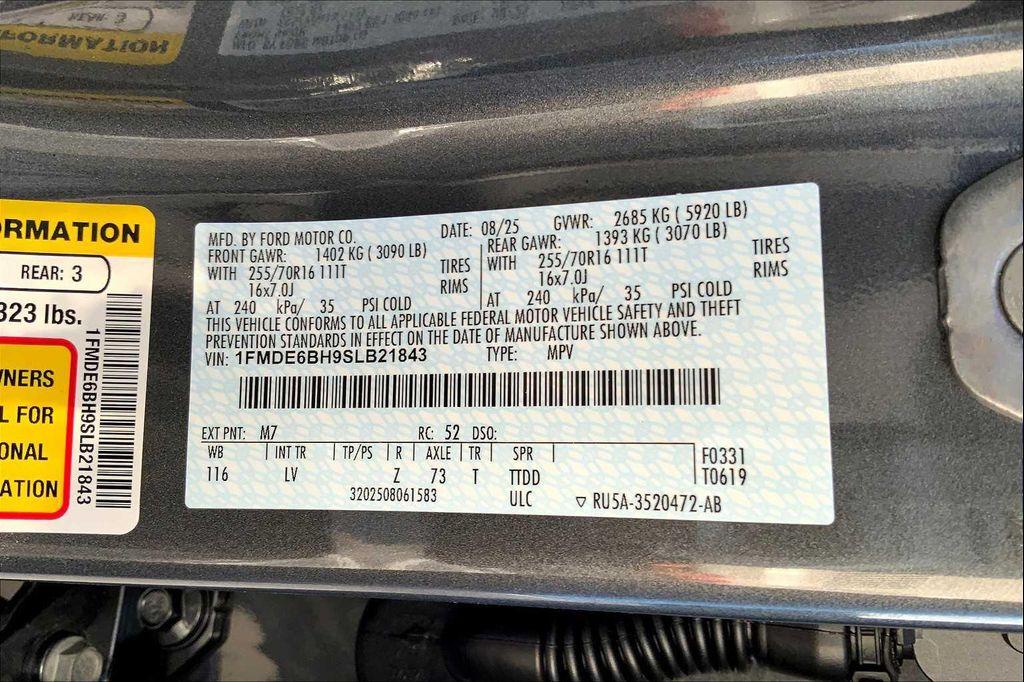 REAR: 3
FORMATION
ORMATION
REAR: 3
323 lbs.
WNERS
L FOR
ONAL
ATION
1FMDE6BH9SLB21843
MFD. BY FORD MOTOR CO.
DATE: 08/25 GVWR: 2685 KG ( 5920 LB)
FRONT GAWR: 1402 KG ( 3090 LB)
WITH 255/70R16 111T TIRES
16x7.0J RIMS
AT 240 kPa/ 35 PSI COLD
REAR GAWR: 1393 KG ( 3070 LB)
WITH 255/70R16 111T TIRES
16x7.0J RIMS
AT 240 kPa/ 35 PSI COLD
THIS VEHICLE CONFORMS TO ALL APPLICABLE FEDERAL MOTOR VEHICLE SAFETY AND THEFT
PREVENTION STANDARDS IN EFFECT ON THE DATE OF MANUFACTURE SHOWN ABOVE.
VIN: 1FMDE6BH9SLB21843 TYPE: MPV
EXT PNT: M7 RC: 52 DSO:
WB INT TR TP/PS R AXLE TR SPR
116 LV Z 73 T TTDD
F0331
T0619
3202508061583 ULC ▽ RU5A-3520472-AB